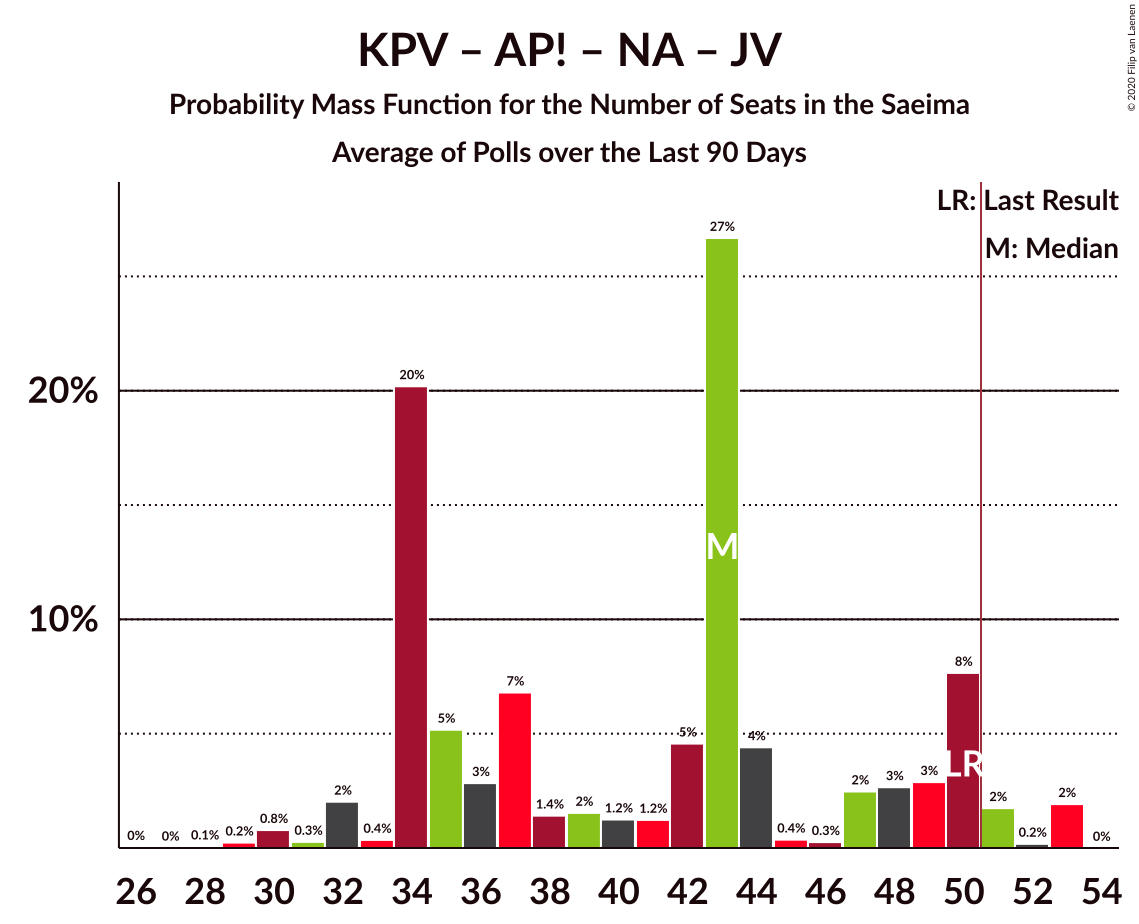 KPV – AP! – NA – JV
Probability Mass Function for the Number of Seats in the Saeima
Average of Polls over the Last 90 Days
© 2020 Filip van Laenen
LR: Last Result
M: Median
20%
10%
0% 0% 0.1% 0.2% 0.8% 0.3% 2% 0.4% 20% 5% 3% 7% 1.4% 2% 1.2% 1.2% 5% 27% 4% 0.4% 0.3% 2% 3% 3% 8% 2% 0.2% 2% 0%
M
LR
26 28 30 32 34 36 38 40 42 44 46 48 50 52 54